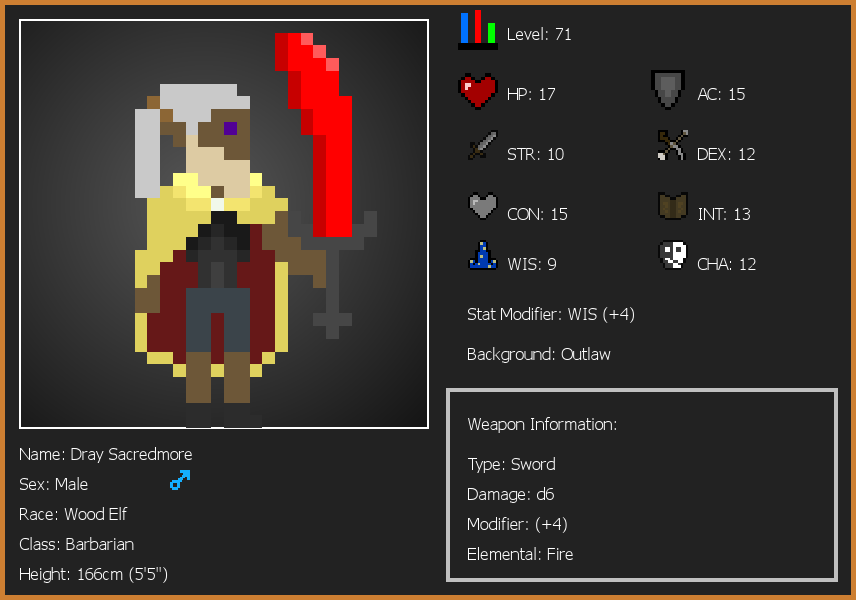 Level: 71
HP: 17
AC: 15
STR: 10
DEX: 12
CON: 15
INT: 13
WIS: 9
CHA: 12
Stat Modifier: WIS (+4)
Background: Outlaw
Weapon Information:
Type: Sword
Damage: d6
Modifier: (+4)
Elemental: Fire
Name: Dray Sacredmore
Sex: Male
Race: Wood Elf
Class: Barbarian
Height: 166cm (5'5")